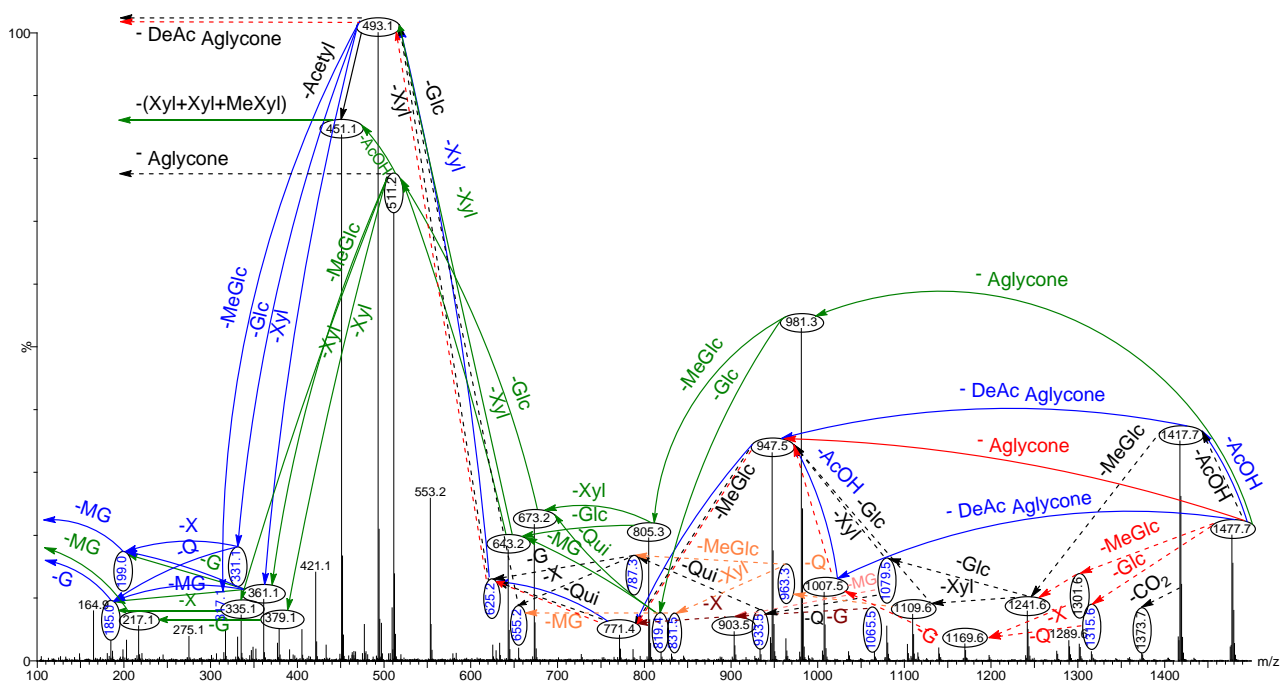 100
%
- DeAc Aglycone
-(Xyl+Xyl+MeXyl)
- Aglycone
493.1
-Acetyl
-Xyl
-Glc
451.1
-AcOH
511.2
-Xyl
-Xyl
-MeGlc
-Glc
-Xyl
-MeGlc
-Xyl
-Xyl
- Aglycone
981.3
-MeGlc
-Glc
- DeAc Aglycone
947.5
- Aglycone
1417.7
-AcOH
-AcOH
-MeGlc
-AcOH
-MeGlc
-Glc
-Xyl
-Glc
-Xyl
- DeAc Aglycone
1477.7
553.2
673.2
-Xyl
-Glc
805.3
643.2
-Qui
-MG
-MeGlc
-Glc
-Xyl
421.1
-MeGlc
-Glc
-MG
-X
-Q
-MG
-G
199.0
331.1
-G
-MG
361.1
-X
335.1
164.9
185.0
217.1
379.1
-G
275.1
625.2
-G
-X
-Qui
655.2
-MG
771.4
787.3
-MeGlc
-Xyl
-Qui
-Q
963.3
819.4
831.5
-X
903.5
933.5
-Q
-G
1007.5
-MG
1079.5
1065.5
1109.6
-G
-Glc
-Xyl
1241.6
1169.6
-X
-Q
1289.6
1301.6
1315.6
-CO2
1373.7
100
200
300
400
500
600
700
800
900
1000
1100
1200
1300
1400
m/z